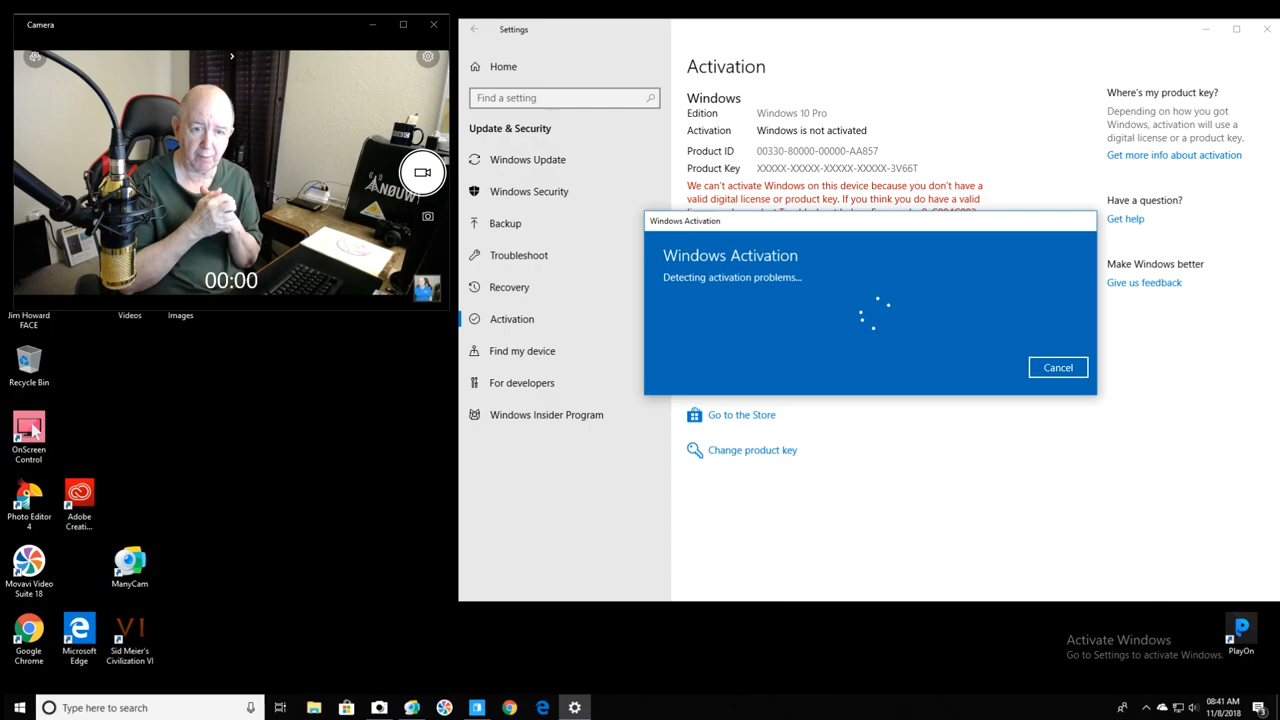 Camera
00:00
Jim Howard
FACE
Videos
Images
Recycle Bin
OnScreen
Control
Photo Editor
4
Adobe
Creati...
Movavi Video
Suite 18
ManyCam
Google
Chrome
Microsoft
Edge
Sid Meier's
Civilization VI
Settings
Home
Find a setting
Update & Security
Windows Update
Windows Security
Backup
Troubleshoot
Recovery
Activation
Find my device
For developers
Windows Insider Program
Activation
Windows
Edition Windows 10 Pro
Activation Windows is not activated
Product ID 00330-80000-00000-AA857
Product Key XXXXX-XXXXX-XXXXX-XXXXX-3V66T
We can't activate Windows on this device because you don't have a
valid digital license or product key. If you think you do have a valid
Windows Activation
Windows Activation
Detecting activation problems...
Cancel
Go to the Store
Change product key
Where's my product key?
Depending on how you got
Windows, activation will use a
digital license or a product key.
Get more info about activation
Have a question?
Get help
Make Windows better
Give us feedback
Activate Windows
Go to Settings to activate Windows.
PlayOn
Type here to search
08:41 AM
11/8/2018